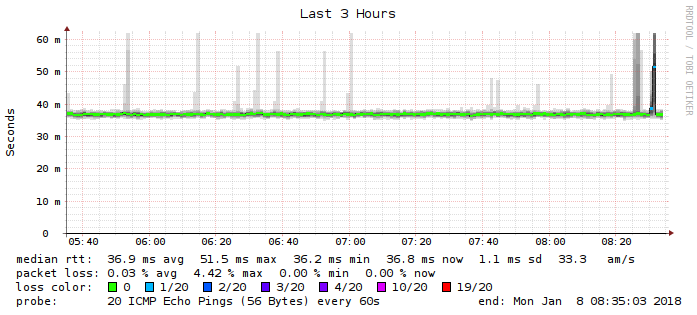 Last 3 Hours
RRDTOOL / TOBI OETIKER
Seconds
60 m
50 m
40 m
30 m
20 m
10 m
0
05:40 06:00 06:20 06:40 07:00 07:20 07:40 08:00 08:20
median rtt: 36.9 ms avg 51.5 ms max 36.2 ms min 36.8 ms now 1.1 ms sd 33.3 am/s
packet loss: 0.03 % avg 4.42 % max 0.00 % min 0.00 % now
loss color: 0 1/20 2/20 3/20 4/20 10/20 19/20
probe: 20 ICMP Echo Pings (56 Bytes) every 60s end: Mon Jan 8 08:35:03 2018